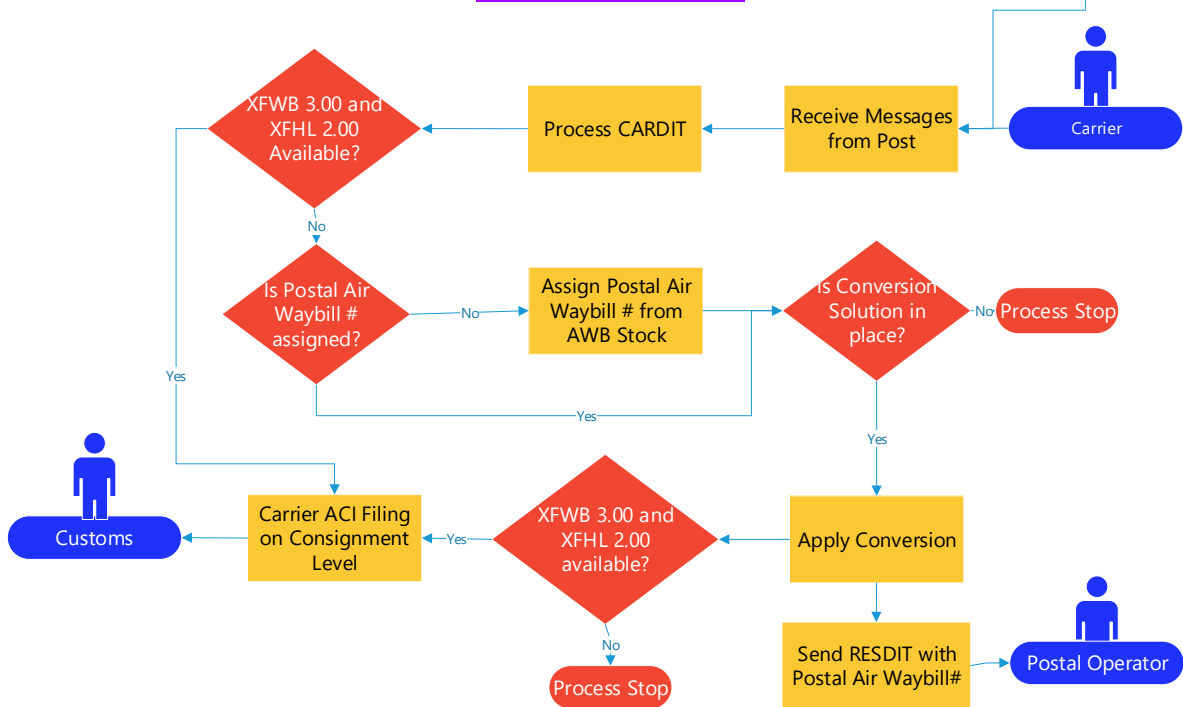 Carrier
Receive Messages
from Post
Process CARDIT
XFWB 3.00 and
XFHL 2.00
Available?
No
Yes
Is Postal Air
Waybill #
assigned?
No
Yes
Assign Postal Air
Waybill # from
AWB Stock
Is Conversion
Solution in
place?
No
Process Stop
Yes
Apply Conversion
XFWB 3.00 and
XFHL 2.00
available?
Yes
No
Process Stop
Carrier ACI Filing
on Consignment
Level
Customs
Send RESDIT with
Postal Air Waybill#
Postal Operator